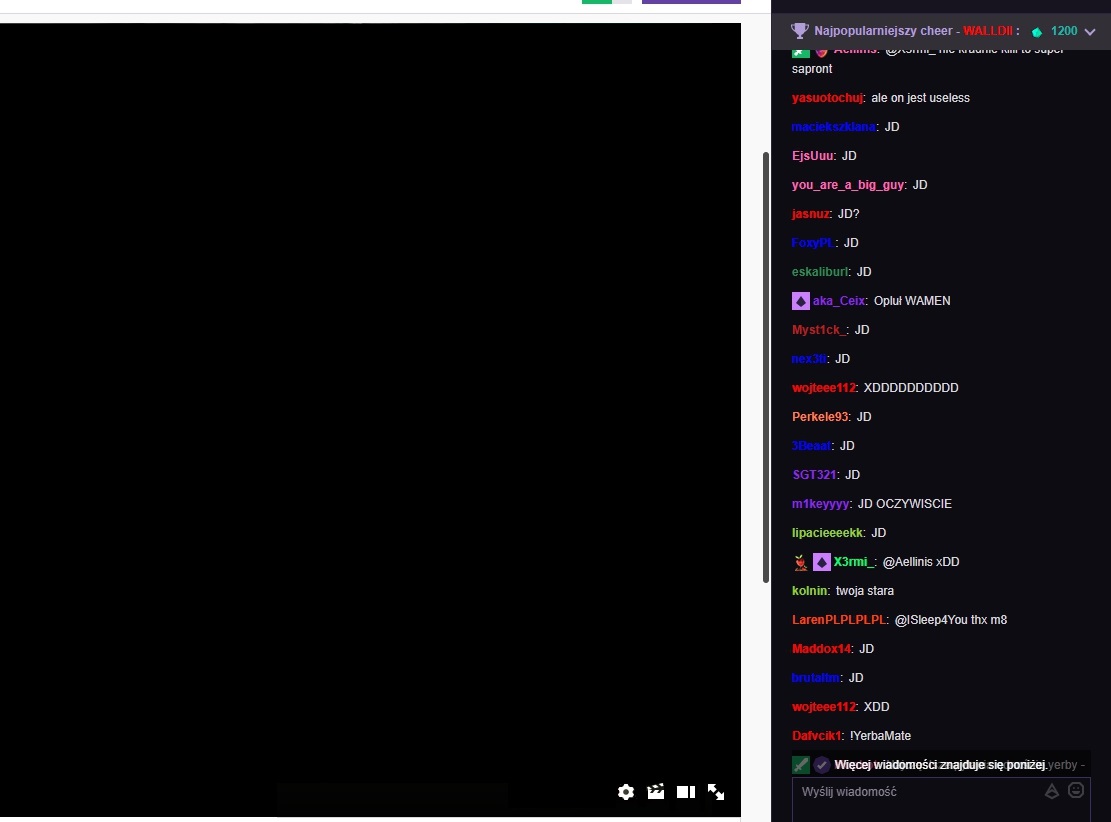 Najpopularniejszy cheer - WALLDII : 1200
Aellinis: @X3rmi_ nie kradnie killi to super
sapront
yasuotochuj: ale on jest useless
maciekszklana: JD
EjsUuu: JD
you_are_a_big_guy: JD
jasnuz: JD?
FoxyPL: JD
eskaliburl: JD
aka_Ceix: Opluł WAMEN
Myst1ck_: JD
nex3ti: JD
wojteee112: XDDDDDDDDDD
Perkele93: JD
3Beaat: JD
SGT321: JD
m1keyyyy: JD OCZYWISCIE
lipacieeeekk: JD
X3rmi_: @Aellinis xDD
kolnin: twoja stara
LarenPLPLPLPL: @ISleep4You thx m8
Maddox14: JD
brutaltm: JD
wojteee112: XDD
Dafvcik1: !YerbaMate
Więcej wiadomości znajduje się poniżej. yerby -
Wyślij wiadomość